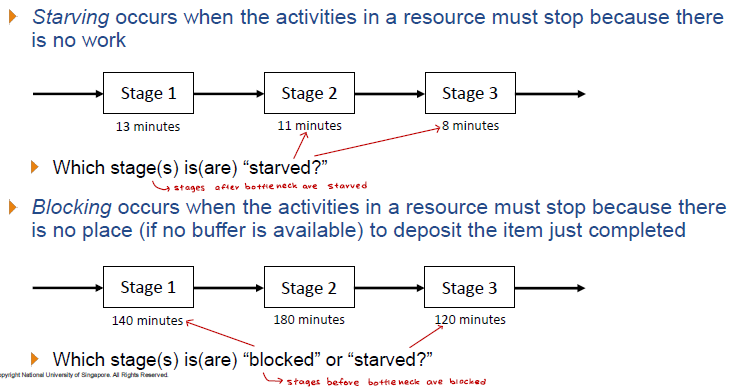 Starving occurs when the activities in a resource must stop because there
is no work
Stage 1 Stage 2 Stage 3
13 minutes 11 minutes 8 minutes
Which stage(s) is(are) “starved?”
stages after bottleneck are starved
Blocking occurs when the activities in a resource must stop because there
is no place (if no buffer is available) to deposit the item just completed
Stage 1 Stage 2 Stage 3
140 minutes 180 minutes 120 minutes
Which stage(s) is(are) “blocked” or “starved?”
opyright National University of Singapore. All Rights Reserved.
stages before bottleneck are blocked